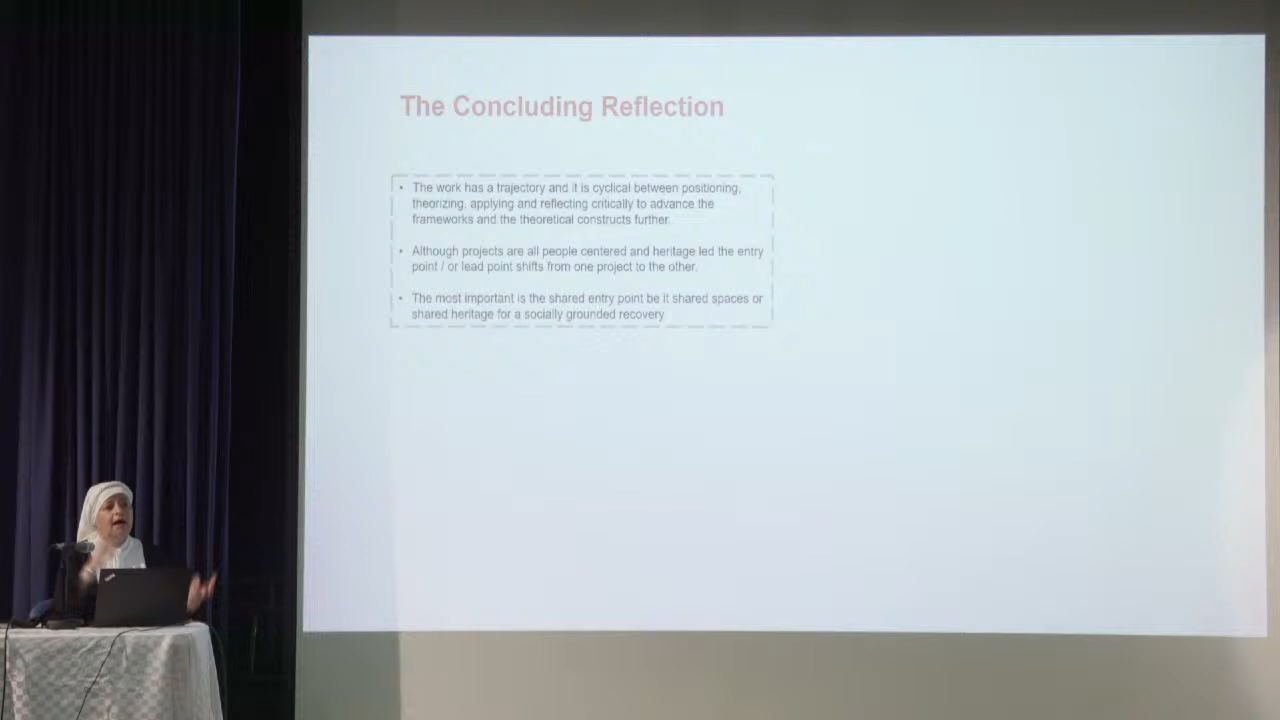 The Concluding Reflection
• The work has a trajectory and it is cyclical between positioning,
theorizing, applying and reflecting critically to advance the
frameworks and the theoretical constructs further.
• Although projects are all people centered and heritage led the entry
point / or lead point shifts from one project to the other.
• The most important is the shared entry point be it shared spaces or
shared heritage for a socially grounded recovery